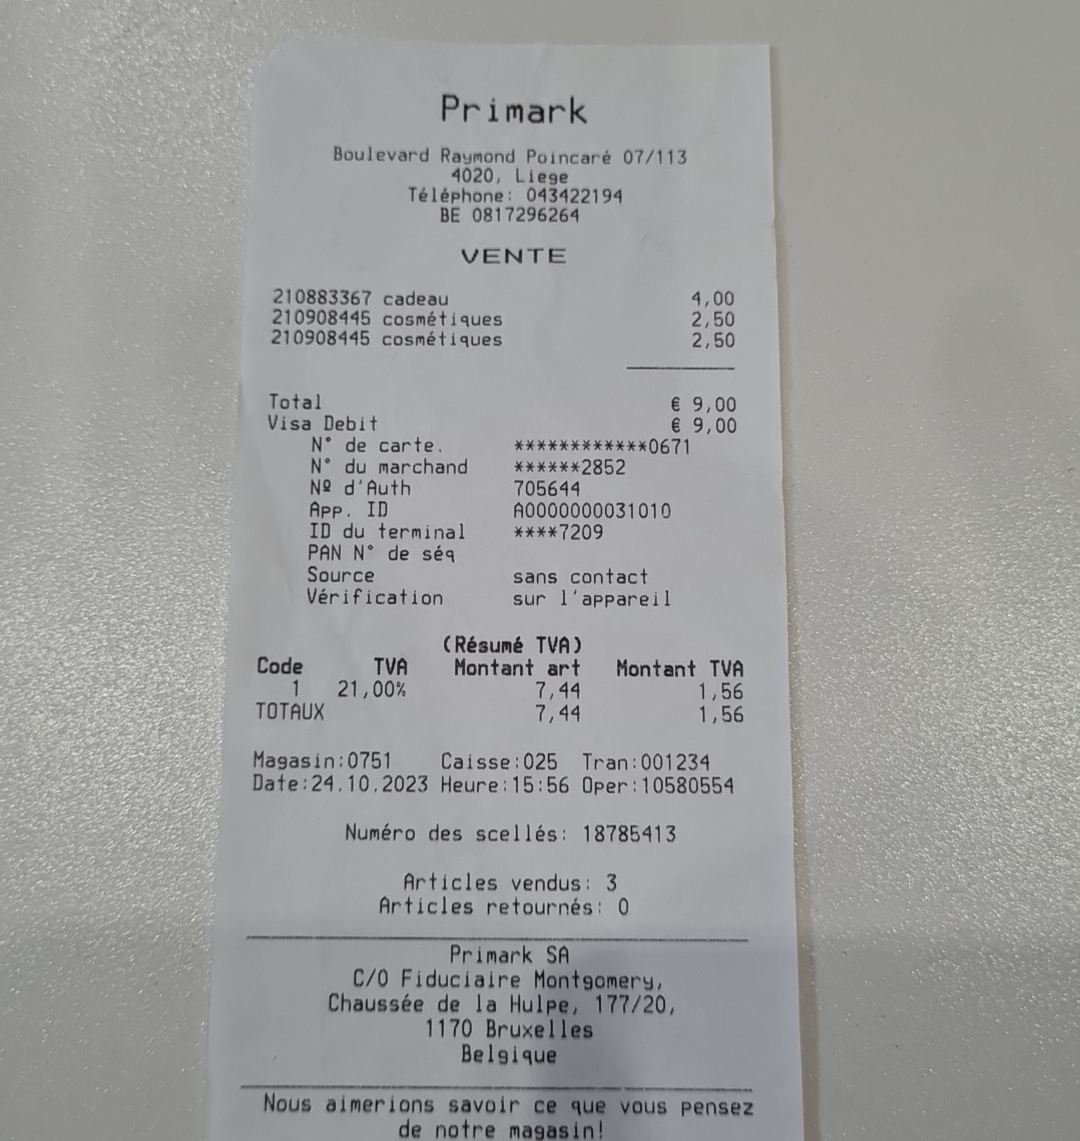 Primark
Boulevard Raymond Poincaré 07/113
4020, Liege
Téléphone: 043422194
BE 0817296264
VENTE
210883367 cadeau 4,00
210908445 cosmétiques 2,50
210908445 cosmétiques 2,50
Total € 9,00
Visa Debit € 9,00
N° de carte. ************0671
N° du marchand ******2852
Nº d'Auth 705644
App. ID A0000000031010
ID du terminal ****7209
PAN N° de séq
Source sans contact
Vérification sur l'appareil
(Résumé TVA)
Code TVA Montant art Montant TVA
1 21,00% 7,44 1,56
TOTAUX 7,44 1,56
Magasin:0751 Caisse:025 Tran:001234
Date:24.10.2023 Heure:15:56 Oper:10580554
Numéro des scellés: 18785413
Articles vendus: 3
Articles retournés: 0
Primark SA
C/O Fiduciaire Montgomery,
Chaussée de la Hulpe, 177/20,
1170 Bruxelles
Belgique
Nous aimerions savoir ce que vous pensez
de notre magasin!